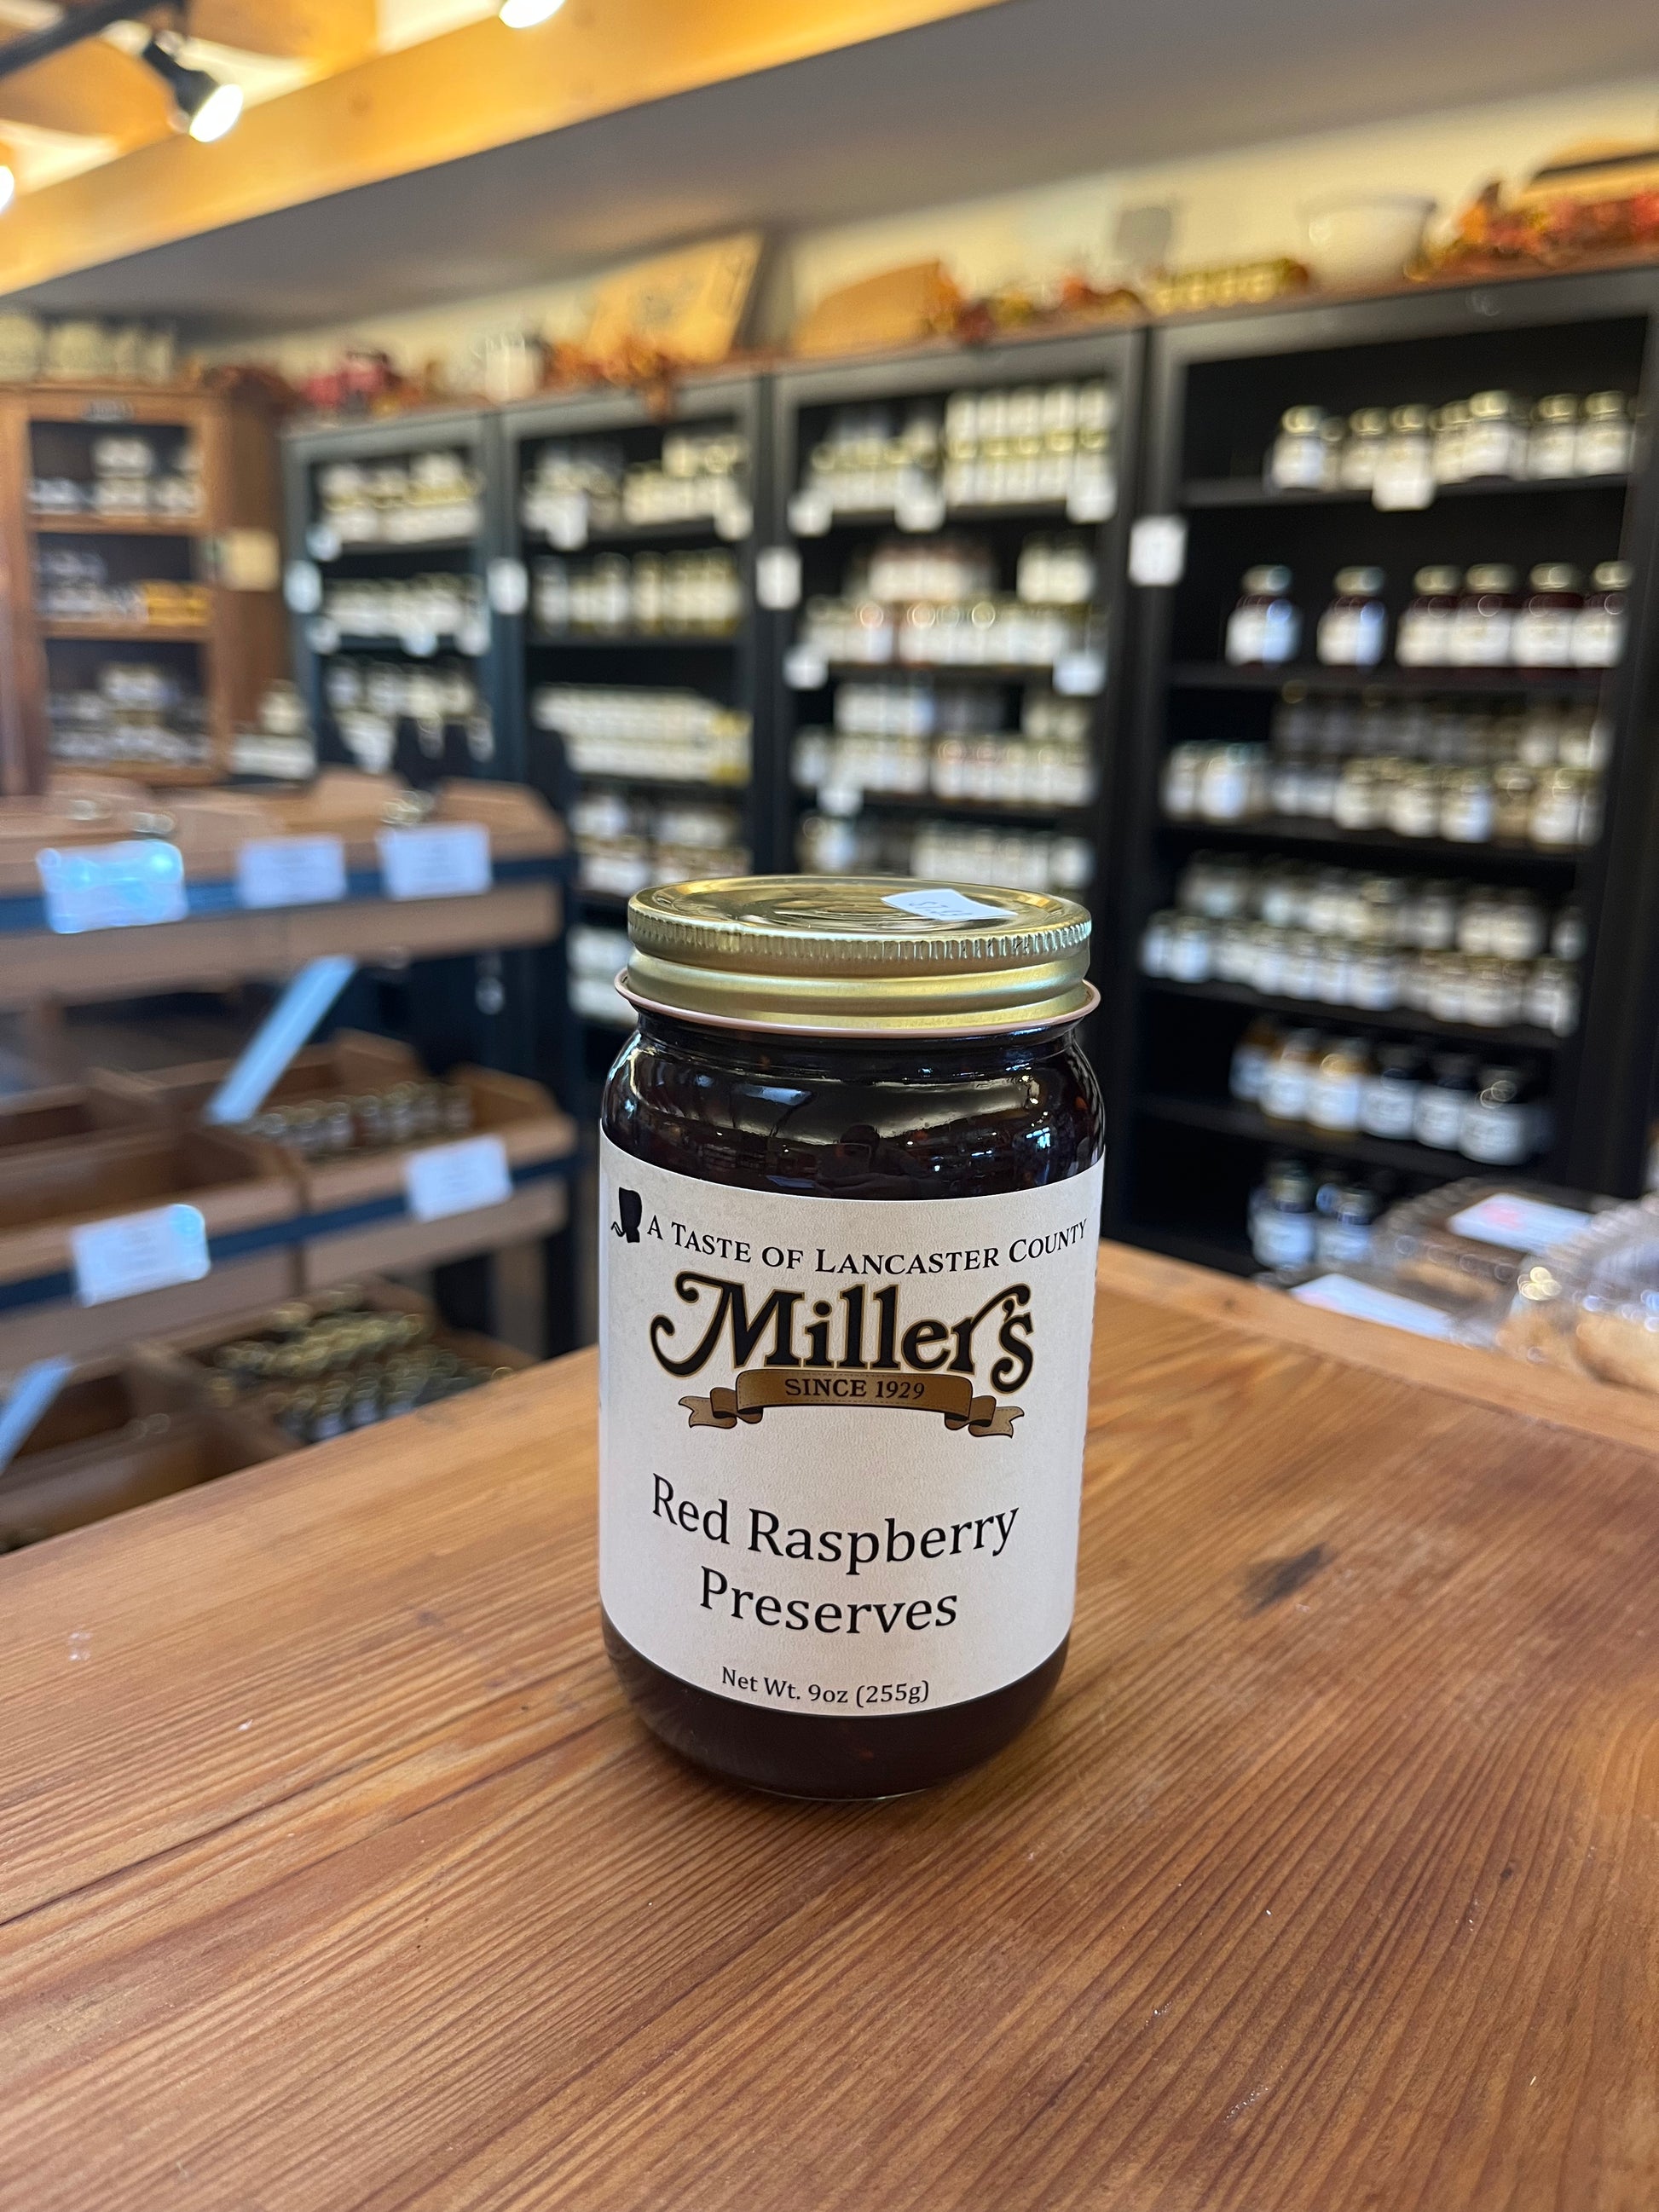 A TASTE OF LANCASTER COUNTY
Miller's
SINCE 1929
Red Raspberry
Preserves
Net Wt. 9oz (255g)